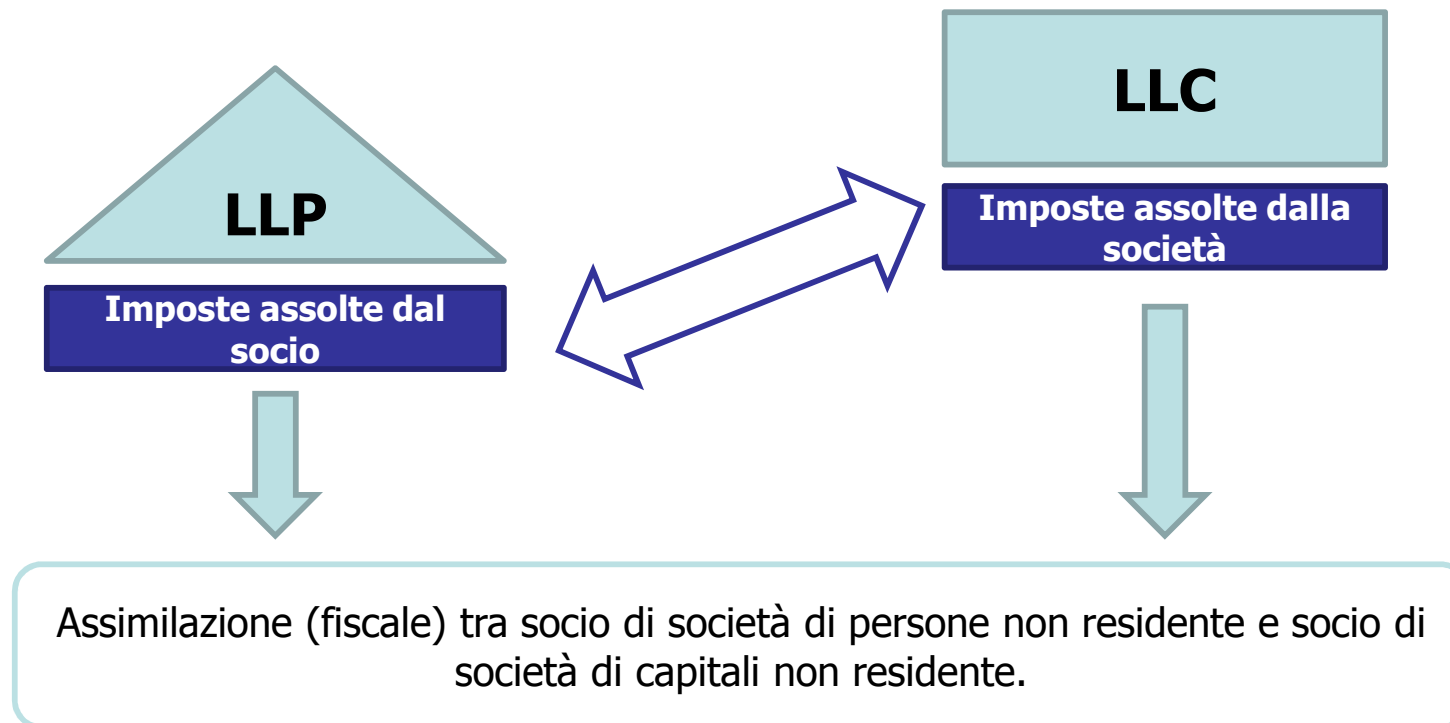 LLP
Imposte assolte dal
socio
LLC
Imposte assolte dalla
società
Assimilazione (fiscale) tra socio di società di persone non residente e socio di
società di capitali non residente.